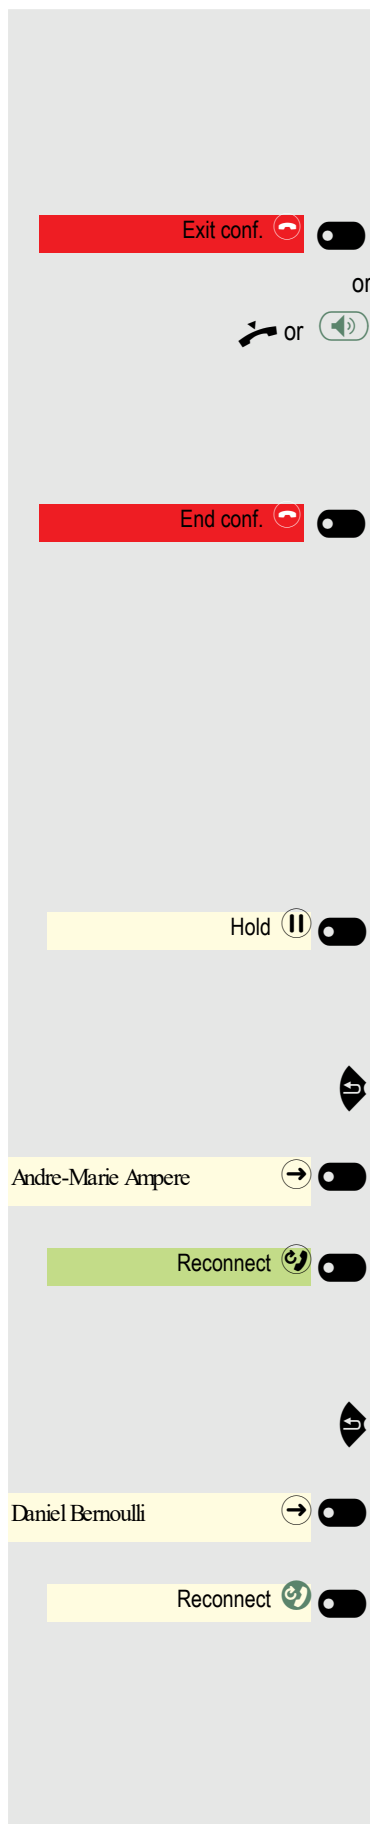 Exit conf.
or
or
End conf.
Hold
Andre-Marie Ampere
Reconnect
Daniel Bernoulli
Reconnect